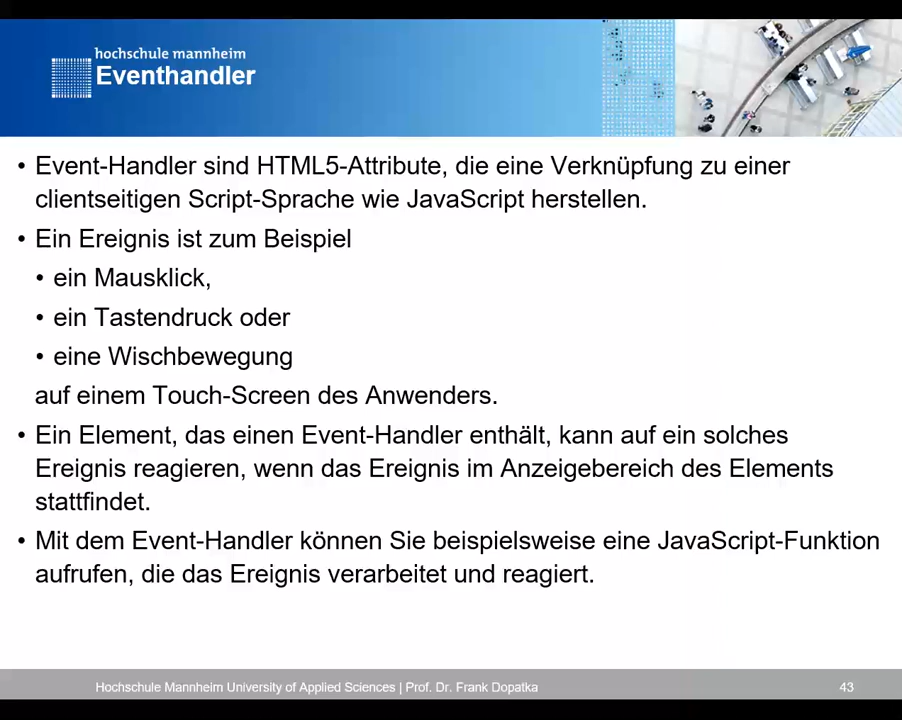 hochschule mannheim
Eventhandler
• Event-Handler sind HTML5-Attribute, die eine Verknüpfung zu einer
clientseitigen Script-Sprache wie JavaScript herstellen.
• Ein Ereignis ist zum Beispiel
• ein Mausklick,
• ein Tastendruck oder
• eine Wischbewegung
auf einem Touch-Screen des Anwenders.
• Ein Element, das einen Event-Handler enthält, kann auf ein solches
Ereignis reagieren, wenn das Ereignis im Anzeigebereich des Elements
stattfindet.
• Mit dem Event-Handler können Sie beispielsweise eine JavaScript-Funktion
aufrufen, die das Ereignis verarbeitet und reagiert.
Hochschule Mannheim University of Applied Sciences | Prof. Dr. Frank Dopatka
43